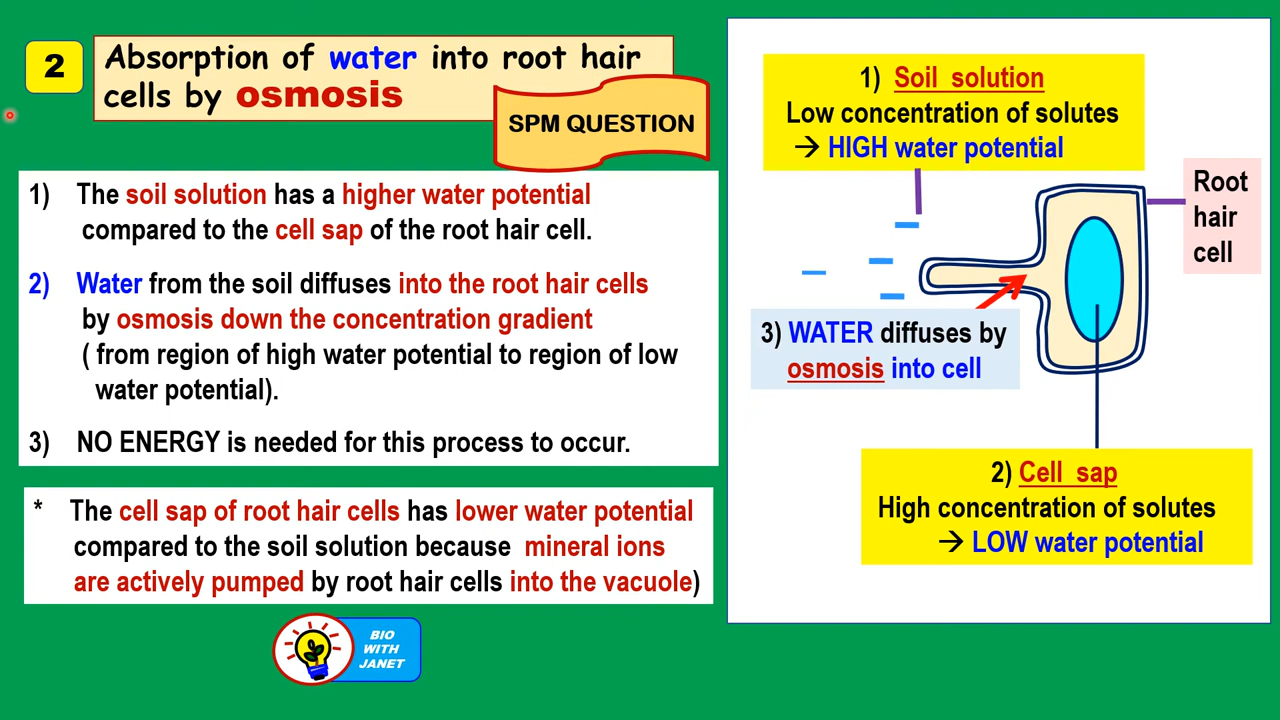 2
Absorption of water into root hair
cells by osmosis
SPM QUESTION
1) The soil solution has a higher water potential
compared to the cell sap of the root hair cell.
2) Water from the soil diffuses into the root hair cells
by osmosis down the concentration gradient
( from region of high water potential to region of low
water potential).
3) NO ENERGY is needed for this process to occur.
* The cell sap of root hair cells has lower water potential
compared to the soil solution because mineral ions
are actively pumped by root hair cells into the vacuole)
BIO
WITH
JANET
1) Soil solution
Low concentration of solutes
→ HIGH water potential
Root
hair
cell
3) WATER diffuses by
osmosis into cell
2) Cell sap
High concentration of solutes
→ LOW water potential